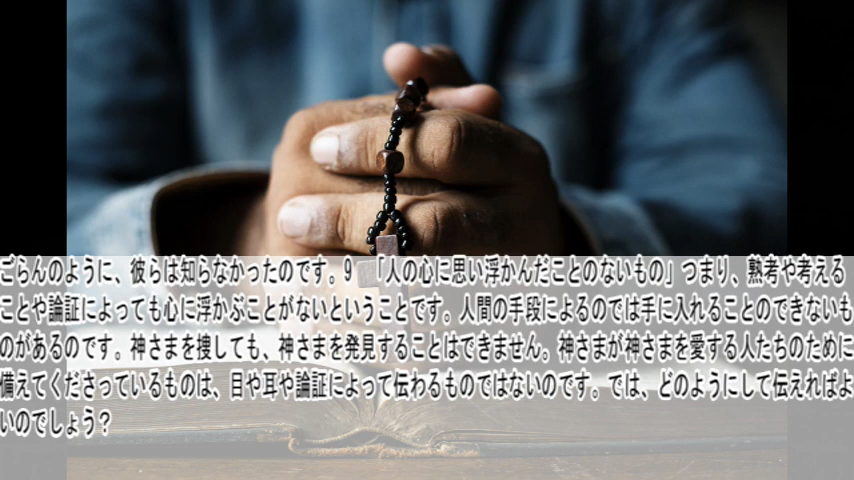 ごらんのように、彼らは知らなかったのです。9　「人の心に思い浮かんだことのないもの」つまり、熟考や考える
ことや論証によっても心に浮かぶことがないということです。人間の手段によるのでは手に入れることのできないも
のがあるのです。神さまを捜しても、神さまを発見することはできません。神さまが神さまを愛する人たちのために
備えてくださっているものは、目や耳や論証によって伝わるものではないのです。では、どのようにして伝えればよ
いのでしょう？